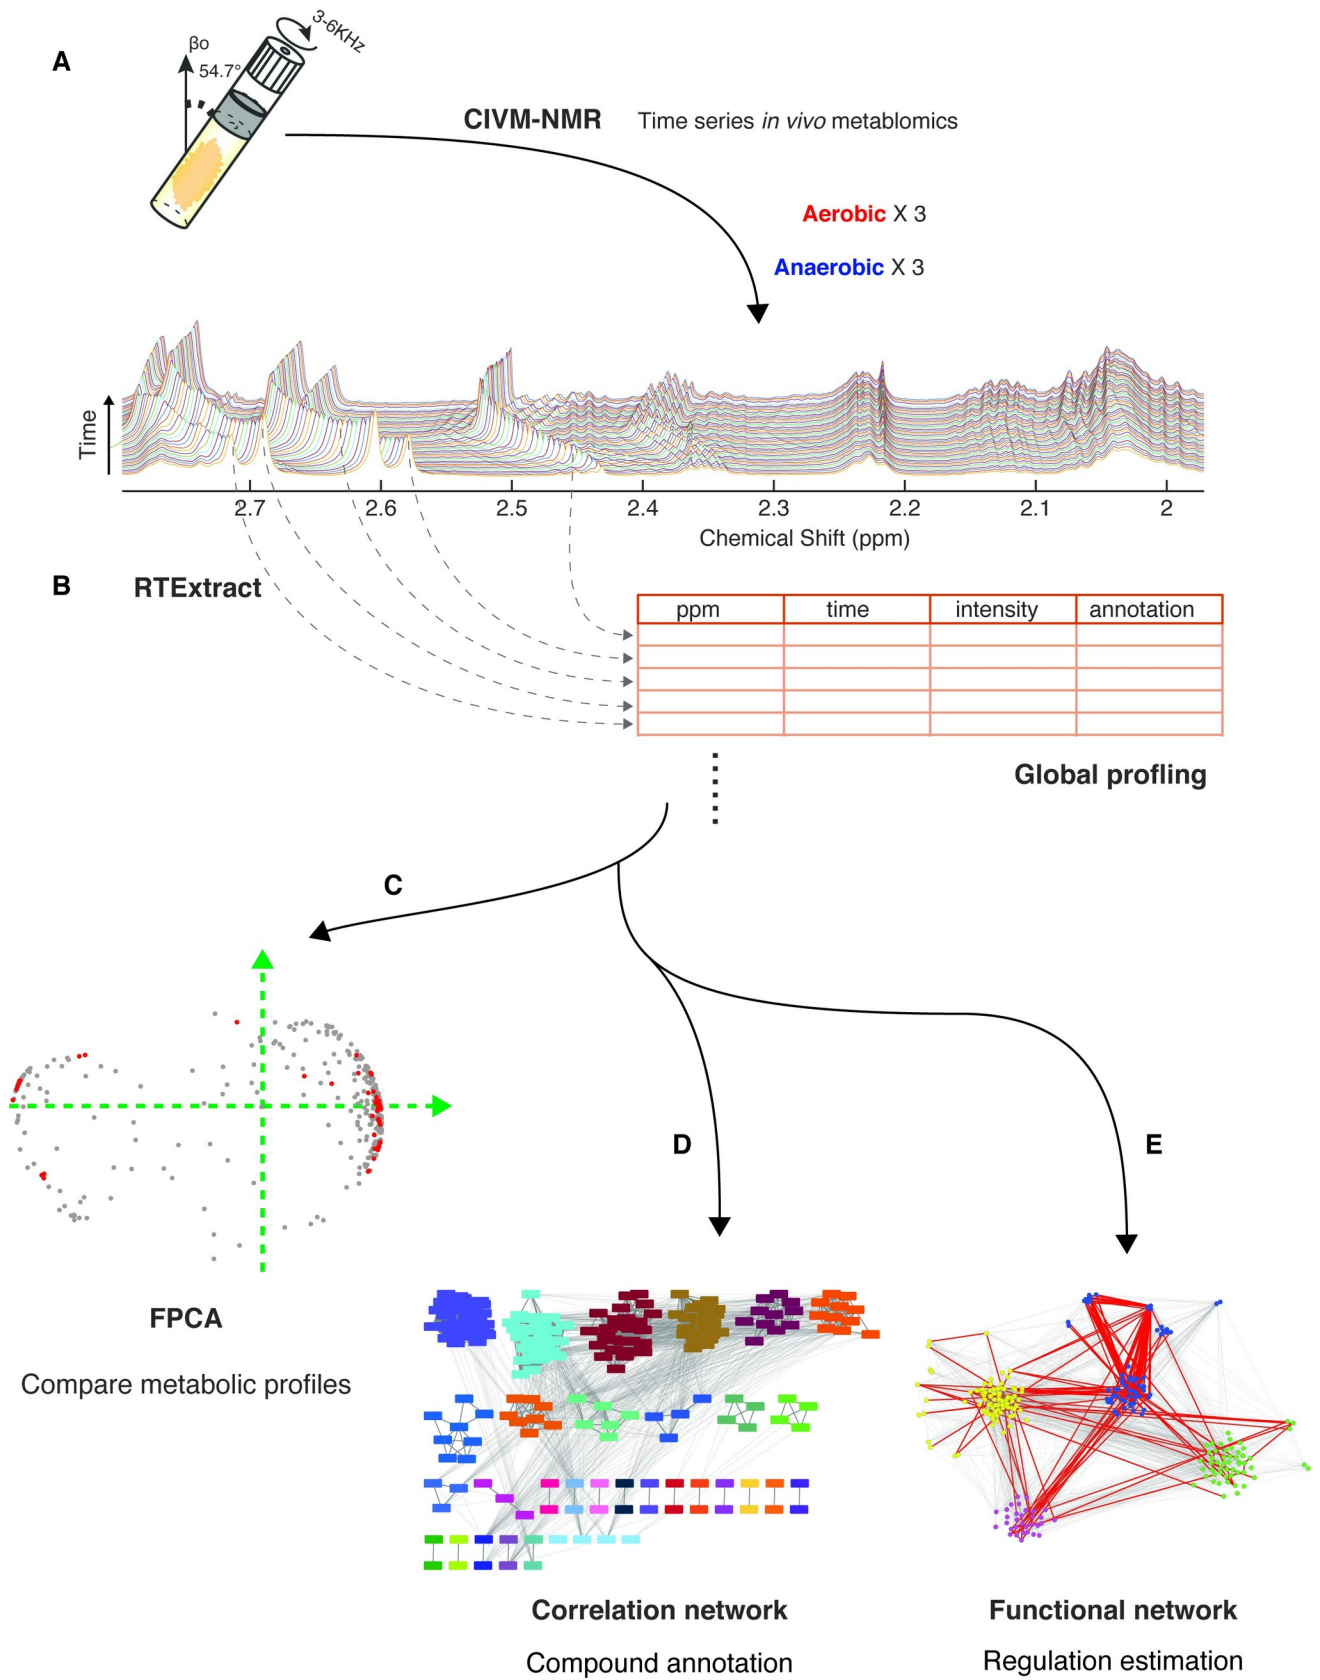 A
βo
54.7°
3-6KHz
CIVM-NMR Time series in vivo metablomics
Aerobic X 3
Anaerobic X 3
Time
2.7 2.6 2.5 2.4 2.3 2.2 2.1 2
Chemical Shift (ppm)
B RTExtract
ppm time intensity annotation
Global profling
C
D
E
FPCA
Compare metabolic profiles
Correlation network
Compound annotation
Functional network
Regulation estimation